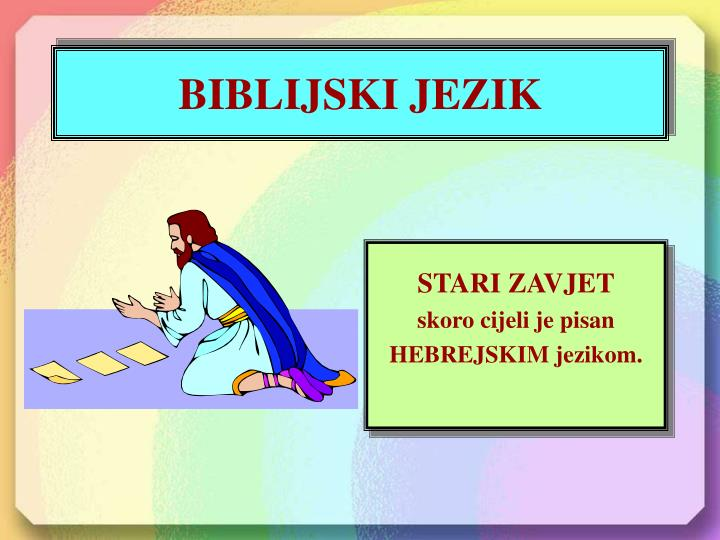 BIBLIJSKI JEZIK
STARI ZAVJET
skoro cijeli je pisan
HEBREJSKIM jezikom.